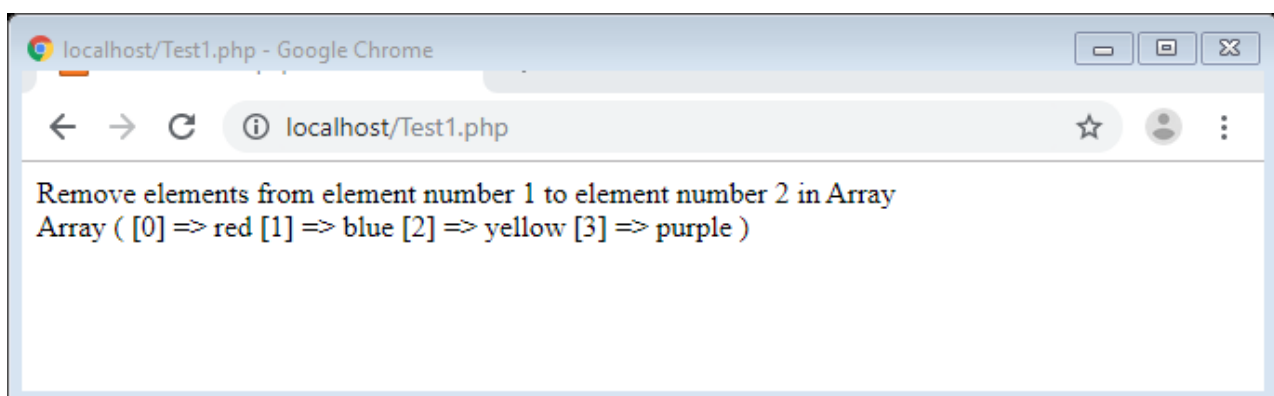 localhost/Test1.php - Google Chrome
localhost/Test1.php
Remove elements from element number 1 to element number 2 in Array
Array ( [0] => red [1] => blue [2] => yellow [3] => purple )